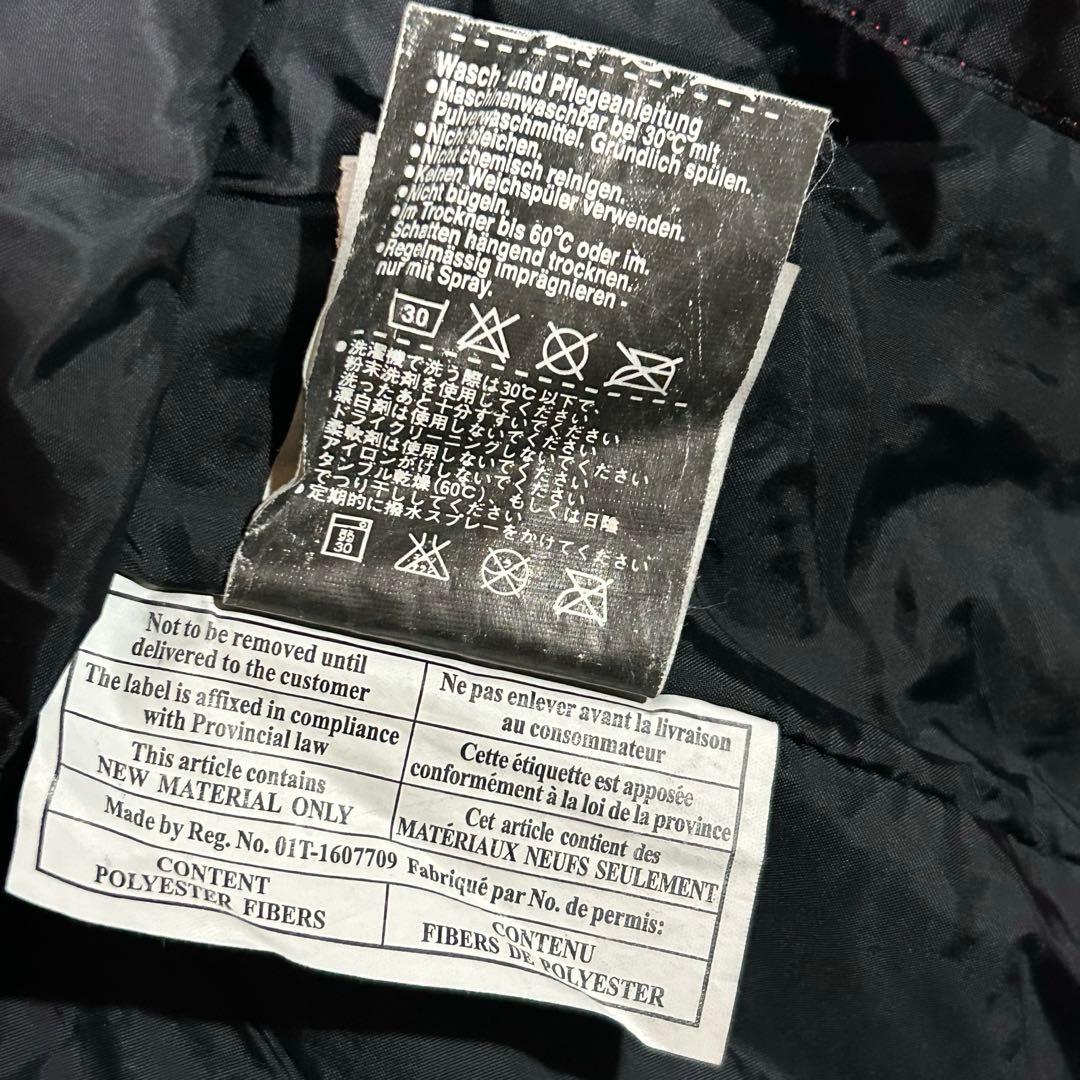 Wasch- und Pflegeanleitung
•Maschinenwaschbar bei 30°C mit
Pulverwaschmittel. Gründlich spülen.
•Nicht bleichen.
•Nicht chemisch reinigen.
•Keinen Weichspüler verwenden.
•Nicht bügeln.
•Im Trockner bis 60°C oder im.
Schatten hängend trocknen.
•Regelmässig imprägnieren -
nur mit Spray.
30
•洗濯機で洗う際は30℃以下で、
粉末洗剤を使用してください
洗ったあと十分すすいでください
漂白剤は使用しないでください
ドライクリーニングしないでください
柔軟剤は使用しないでください
アイロンがけしないでください
タンブル乾燥(60℃)、もしくは日陰
でつり干ししてください
•定期的に撥水スプレーをかけてください
30
Not to be removed until
delivered to the customer
The label is affixed in compliance
with Provincial law
This article contains
NEW MATERIAL ONLY
Made by Reg. No. 01T-1607709
CONTENT
POLYESTER FIBERS
Ne pas enlever avant la livraison
au consommateur
Cette étiquette est apposée
conformément à la loi de la province
Cet article contient des
MATÉRIAUX NEUFS SEULEMENT
Fabriqué par No. de permis:
CONTENU
FIBERS DE POLYESTER